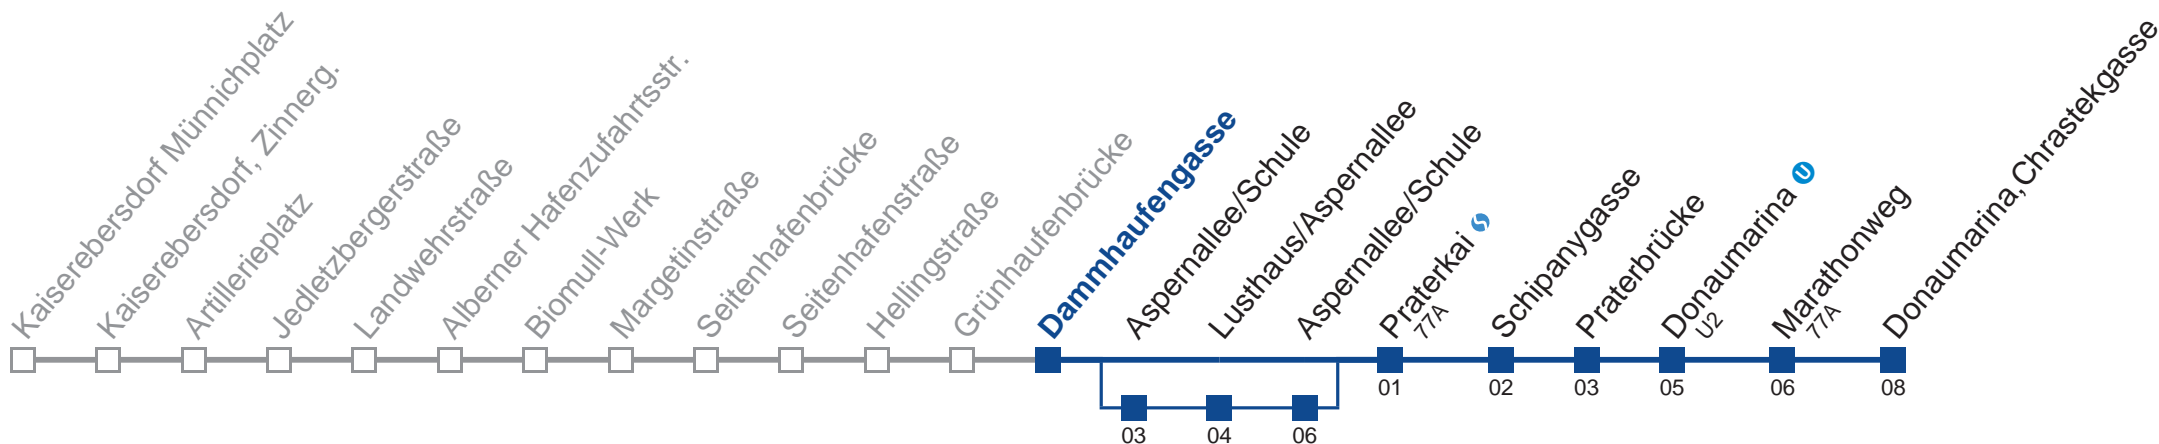 Kaiserebersdorf Münnichplatz
Kaiserebersdorf, Zinnerg.
Artillerieplatz
Jedletzbergerstraße
Landwehrstraße
Alberner Hafenzufahrtsstr.
Biomull-Werk
Margetinstraße
Seitenhafenbrücke
Seitenhafenstraße
Hellingstraße
Grünhaufenbrücke
Dammhaufengasse
Aspernallee/Schule
Lusthaus/Aspernallee
Aspernallee/Schule
Praterkai
77A
Schipanygasse
Praterbrücke
Donaumarina U
U2
Marathonweg
77A
Donaumarina, Chrastekgasse
01 02 03 05 06 08
03 04 06